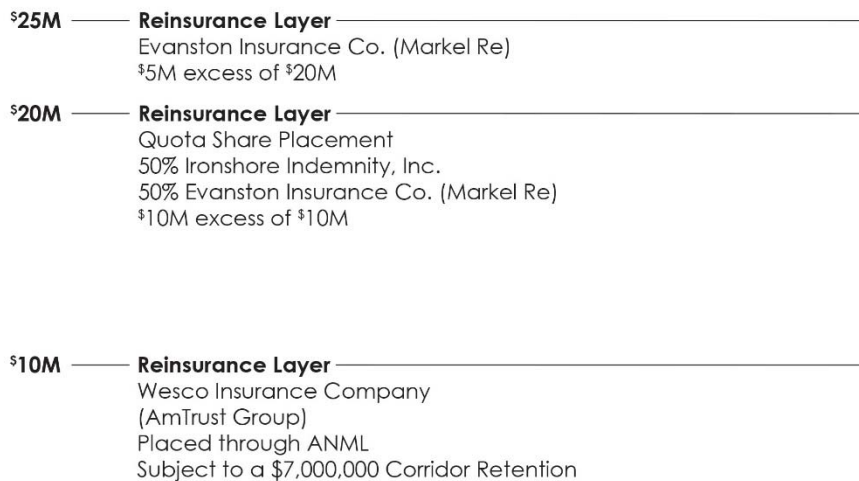 $25M Reinsurance Layer
Evanston Insurance Co. (Markel Re)
$5M excess of $20M
$20M Reinsurance Layer
Quota Share Placement
50% Ironshore Indemnity, Inc.
50% Evanston Insurance Co. (Markel Re)
$10M excess of $10M
$10M Reinsurance Layer
Wesco Insurance Company
(AmTrust Group)
Placed through ANML
Subject to a $7,000,000 Corridor Retention